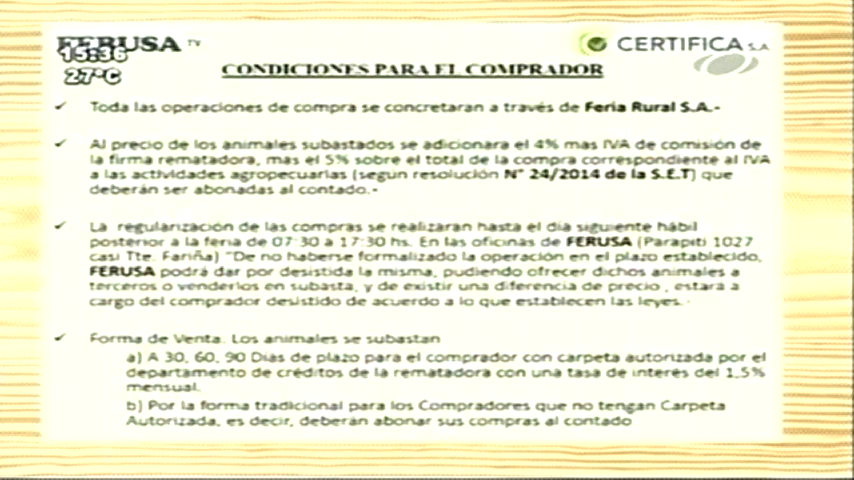 FERUSA TV
CERTIFICA S.A
15:36
27°C
CONDICIONES PARA EL COMPRADOR
✓ Toda las operaciones de compra se concretaran a través de Feria Rural S.A.-
✓ Al precio de los animales subastados se adicionara el 4% mas IVA de comisión de
la firma rematadora, mas el 5% sobre el total de la compra correspondiente al IVA
a las actividades agropecuarias (segun resolución N° 24/2014 de la S.E.T) que
deberán ser abonadas al contado.-
✓ La regularización de las compras se realizaran hasta el día siguiente hábil
posterior a la feria de 07:30 a 17:30 hs. En las oficinas de FERUSA (Parapiti 1027
casi Tte. Fariña) "De no haberse formalizado la operación en el plazo establecido,
FERUSA podrá dar por desistida la misma, pudiendo ofrecer dichos animales a
terceros o venderlos en subasta, y de existir una diferencia de precio , estará a
cargo del comprador desistido de acuerdo a lo que establecen las leyes.
✓ Forma de Venta. Los animales se subastan
a) A 30, 60, 90 Días de plazo para el comprador con carpeta autorizada por el
departamento de créditos de la rematadora con una tasa de interés del 1,5%
mensual.
b) Por la forma tradicional para los Compradores que no tengan Carpeta
Autorizada, es decir, deberán abonar sus compras al contado